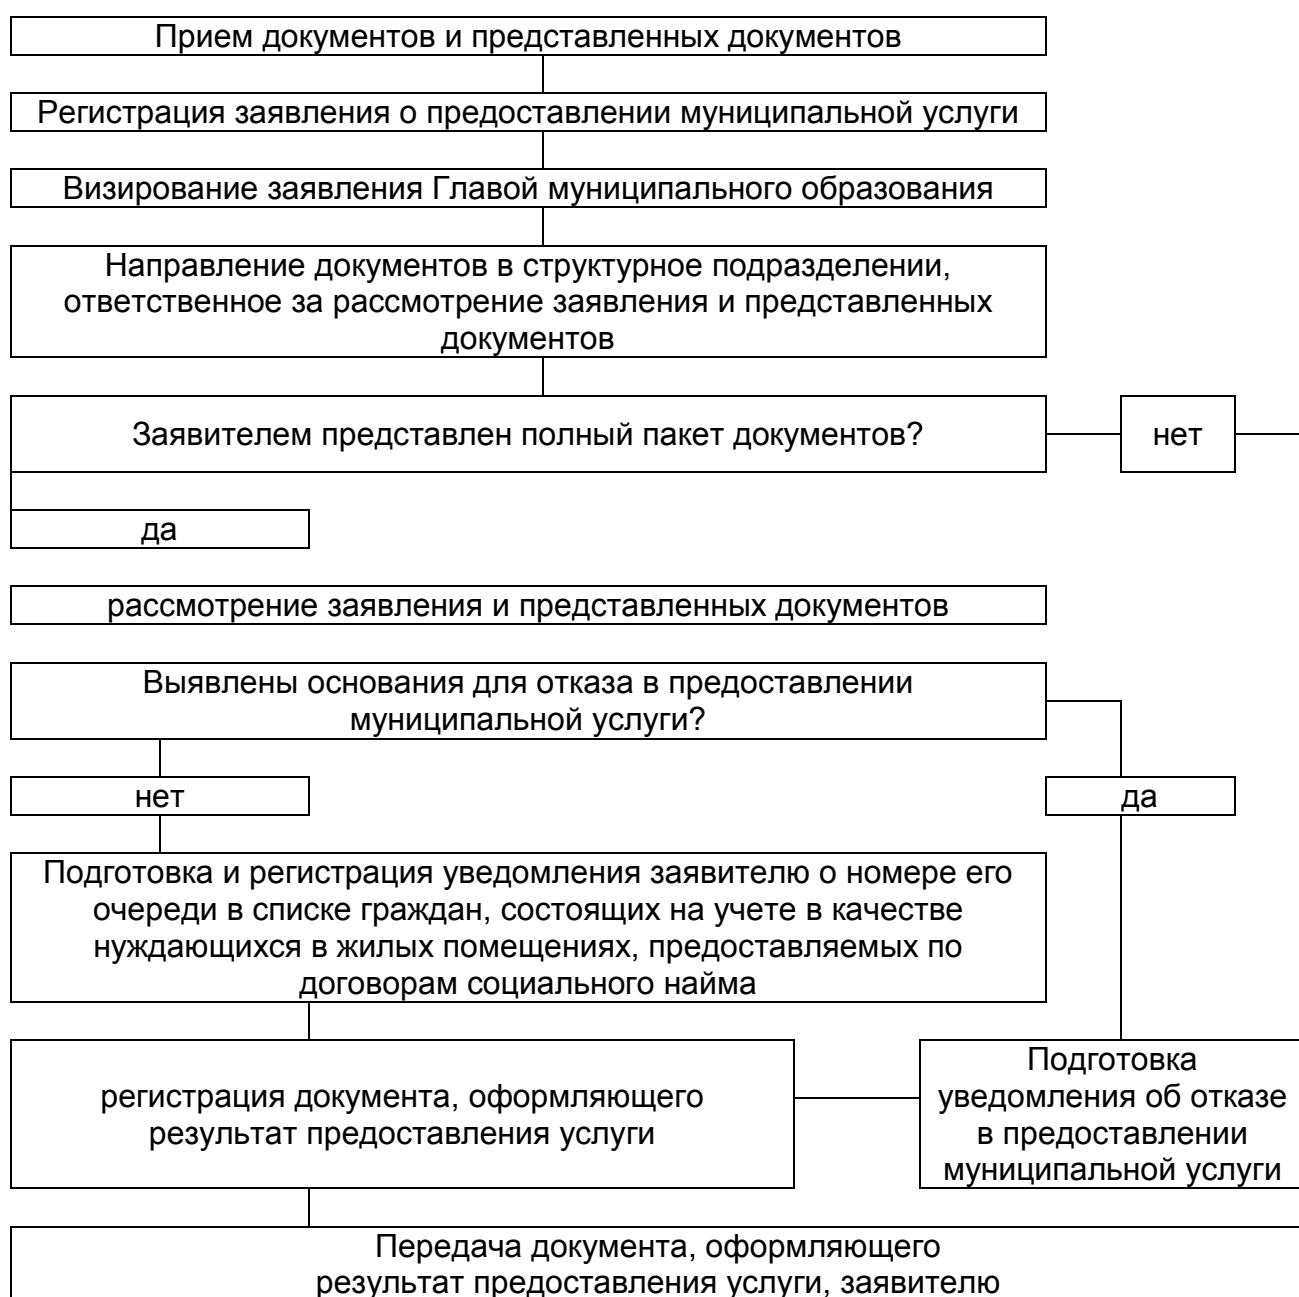 Прием документов и представленных документов
Регистрация заявления о предоставлении муниципальной услуги
Визирование заявления Главой муниципального образования
Направление документов в структурное подразделении,
ответственное за рассмотрение заявления и представленных
документов
Заявителем представлен полный пакет документов?
нет
да
рассмотрение заявления и представленных документов
Выявлены основания для отказа в предоставлении
муниципальной услуги?
нет
да
Подготовка и регистрация уведомления заявителю о номере его
очереди в списке граждан, состоящих на учете в качестве
нуждающихся в жилых помещениях, предоставляемых по
договорам социального найма
регистрация документа, оформляющего
результат предоставления услуги
Подготовка
уведомления об отказе
в предоставлении
муниципальной услуги
Передача документа, оформляющего
результат предоставления услуги, заявителю